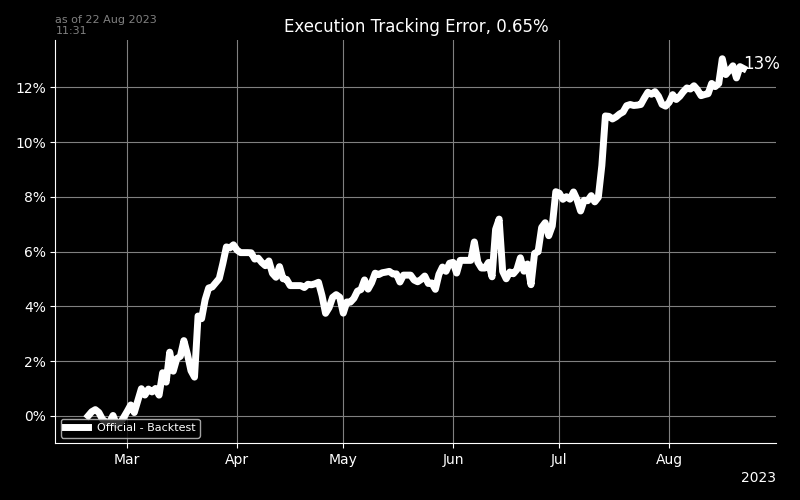 as of 22 Aug 2023
11:31
Execution Tracking Error, 0.65%
13%
12%
10%
8%
6%
4%
2%
0%
Official - Backtest
Mar Apr May Jun Jul Aug
2023